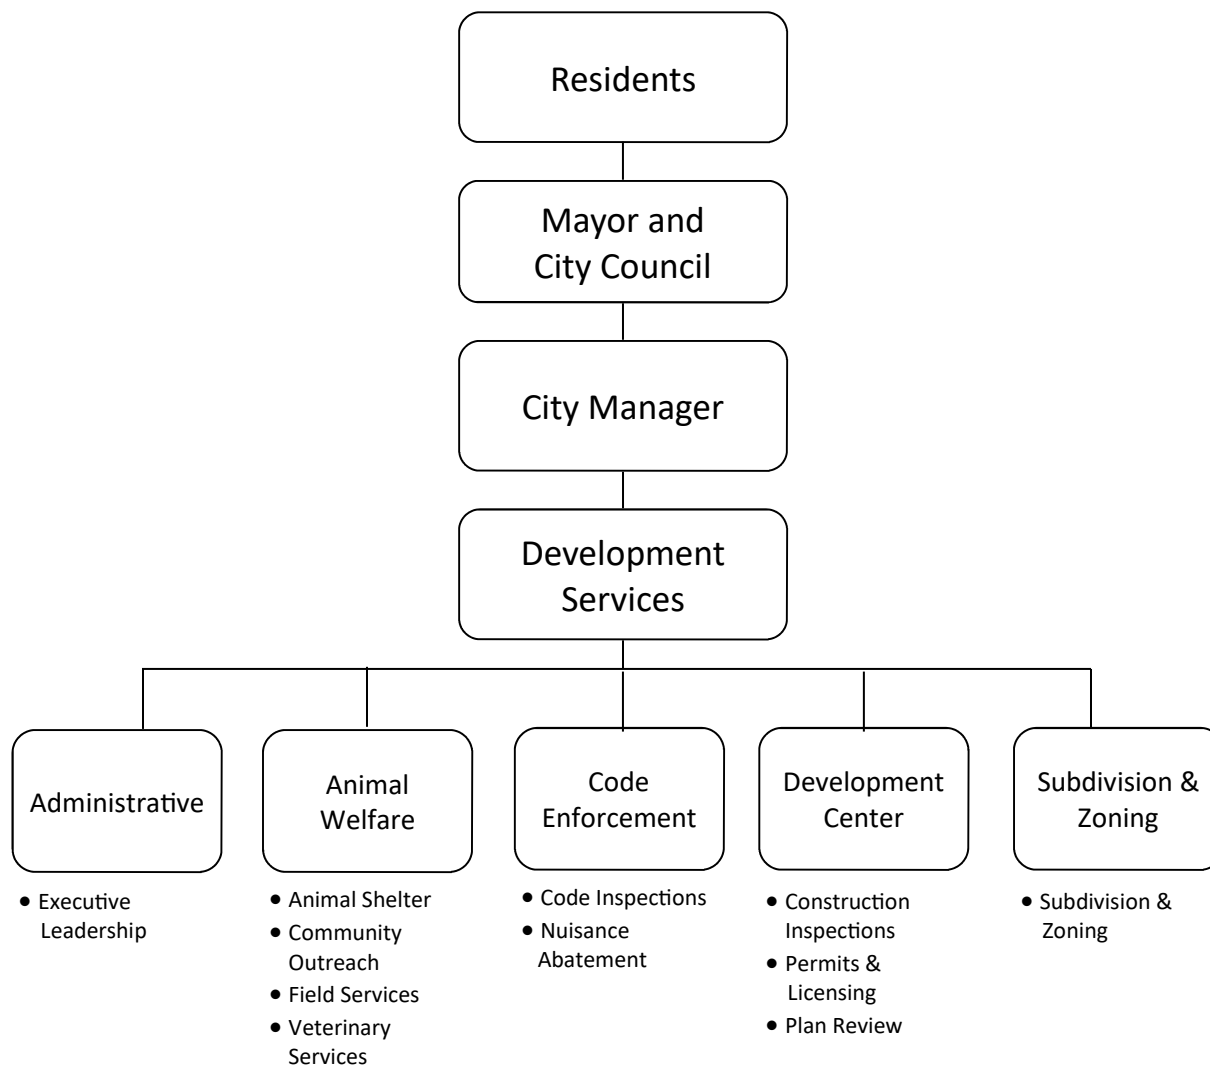 Residents
Mayor and
City Council
City Manager
Development
Services
Administrative
Animal
Welfare
Code
Enforcement
Development
Center
Subdivision &
Zoning
• Executive
Leadership
• Animal Shelter
• Community
Outreach
• Field Services
• Veterinary
Services
• Code Inspections
• Nuisance
Abatement
• Construction
Inspections
• Permits &
Licensing
• Plan Review
• Subdivision &
Zoning